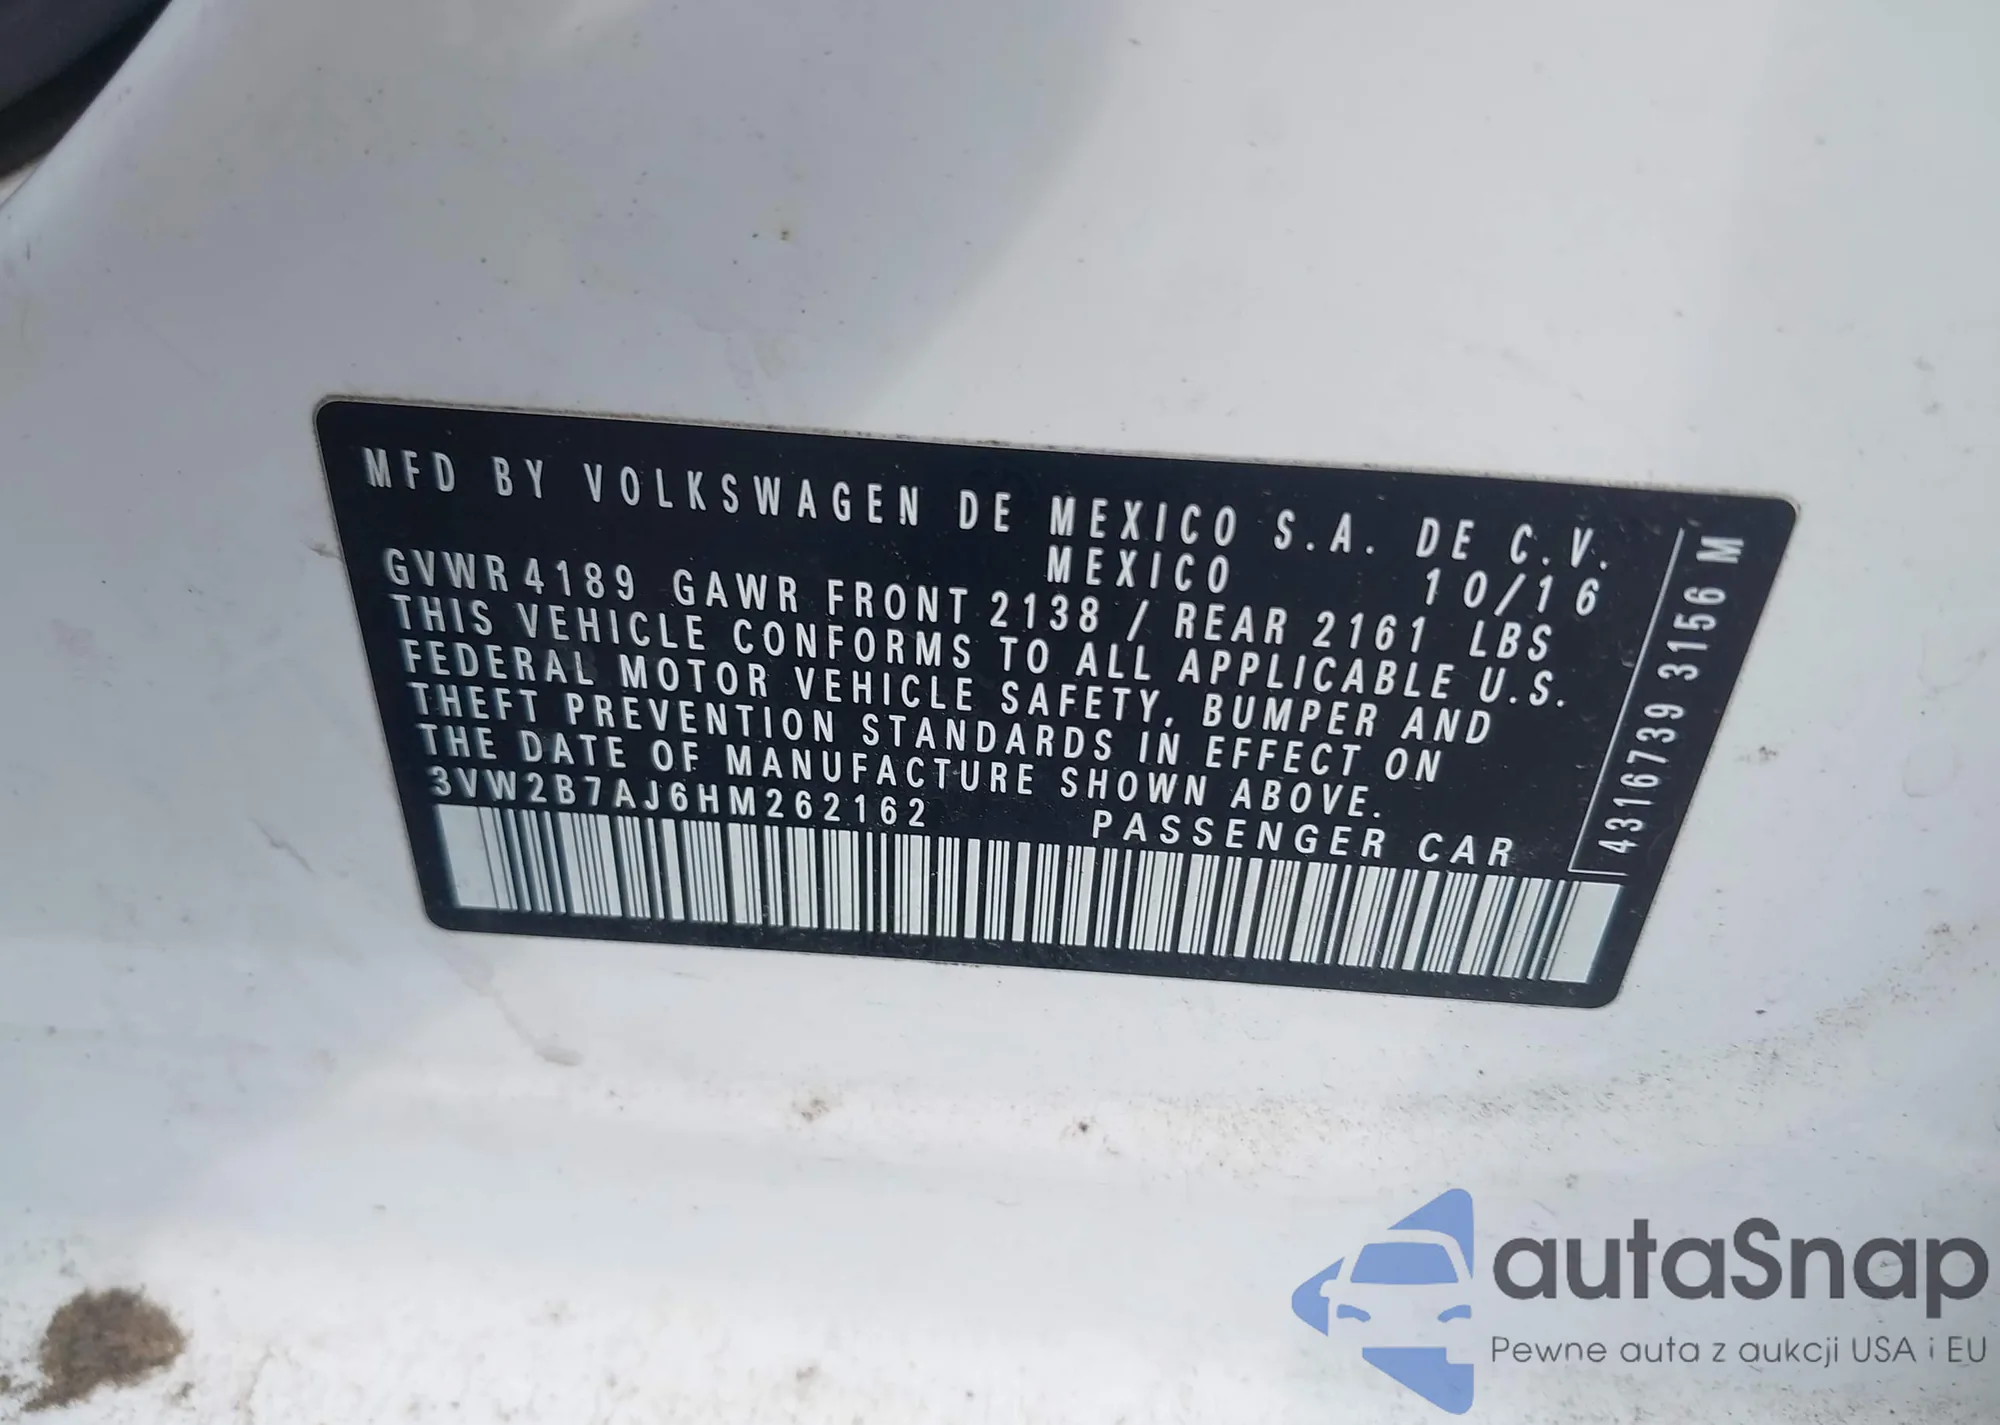 MFD BY VOLKSWAGEN DE MEXICO S.A. DE C.V.
MEXICO 10/16
GVWR 4189 GAWR FRONT 2138 / REAR 2161 LBS
THIS VEHICLE CONFORMS TO ALL APPLICABLE U.S.
FEDERAL MOTOR VEHICLE SAFETY, BUMPER AND
THEFT PREVENTION STANDARDS IN EFFECT ON
THE DATE OF MANUFACTURE SHOWN ABOVE.
3VW2B7AJ6HM262162 PASSENGER CAR
4316739 3156 M
autaSnap
Pewne auta z aukcji USA i EU